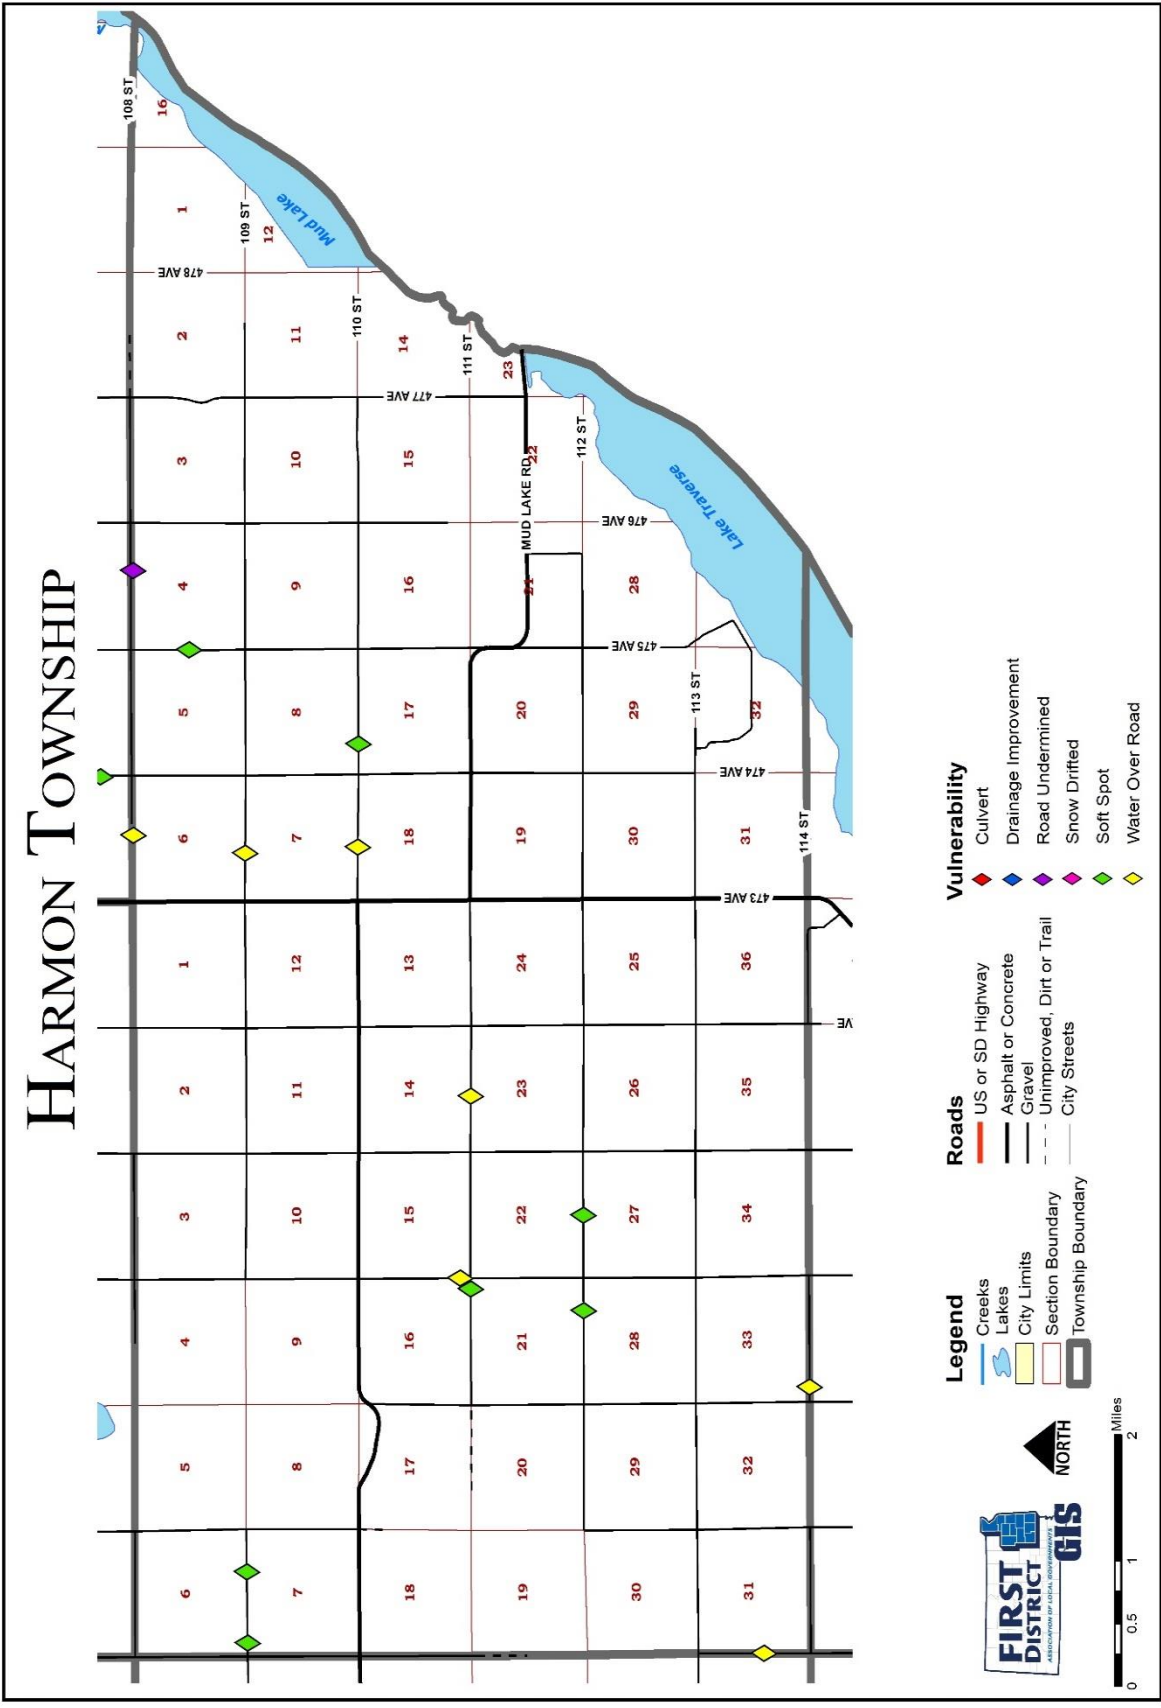 HARMON TOWNSHIP
108 ST
6 5 4 3 2 1 6 5 4 3 2 478 AVE 1 16
109 ST
7 8 9 10 11 12 7 8 9 10 11 12
Mud Lake
110 ST
18 17 16 15 14 13 18 17 16 15 477 AVE 14
111 ST
19 20 21 22 23 24 19 20 21 MUD LAKE RD 22 23
112 ST
30 29 28 27 26 25 30 29 475 AVE 28 476 AVE
113 ST
Lake Traverse
31 32 33 34 35 36 473 AVE 31 474 AVE 32
114 ST
VE
FIRST
DISTRICT
ASSOCIATION OF LOCAL GOVERNMENTS
GIS
NORTH
0 0.5 1 2
Miles
Legend
Creeks
Lakes
City Limits
Section Boundary
Township Boundary
Roads
US or SD Highway
Asphalt or Concrete
Gravel
Unimproved, Dirt or Trail
City Streets
Vulnerability
Culvert
Drainage Improvement
Road Undermined
Snow Drifted
Soft Spot
Water Over Road